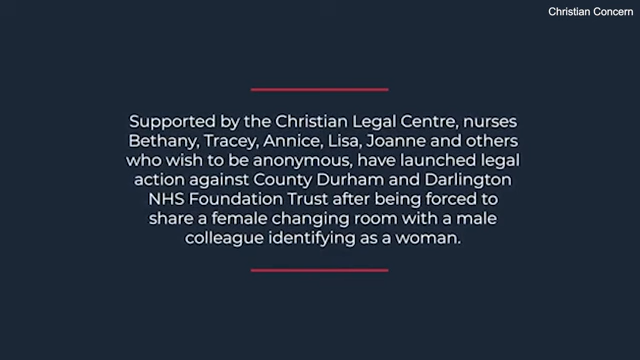 Christian Concern
Supported by the Christian Legal Centre, nurses
Bethany, Tracey, Annice, Lisa, Joanne and others
who wish to be anonymous, have launched legal
action against County Durham and Darlington
NHS Foundation Trust after being forced to
share a female changing room with a male
colleague identifying as a woman.